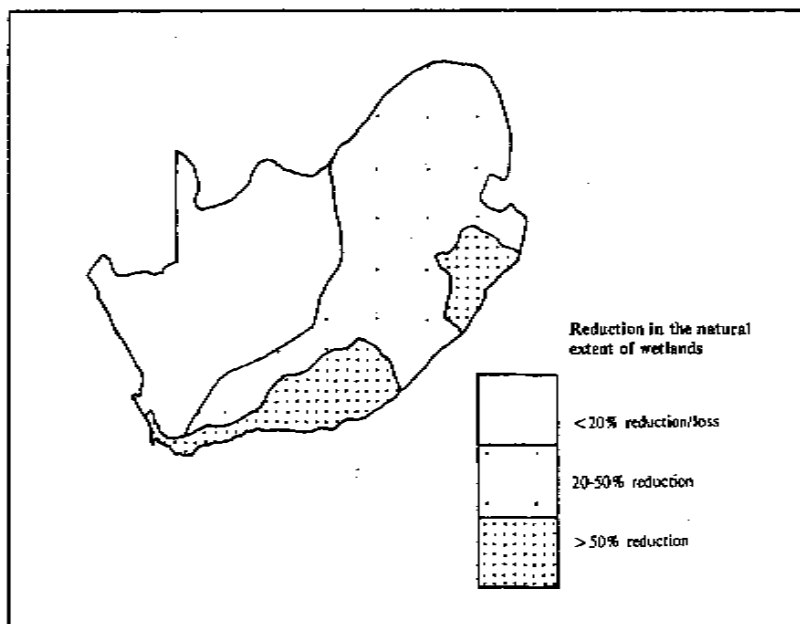 Reduction in the natural
extent of wetlands
<20% reduction/loss
20-50% reduction
>50% reduction